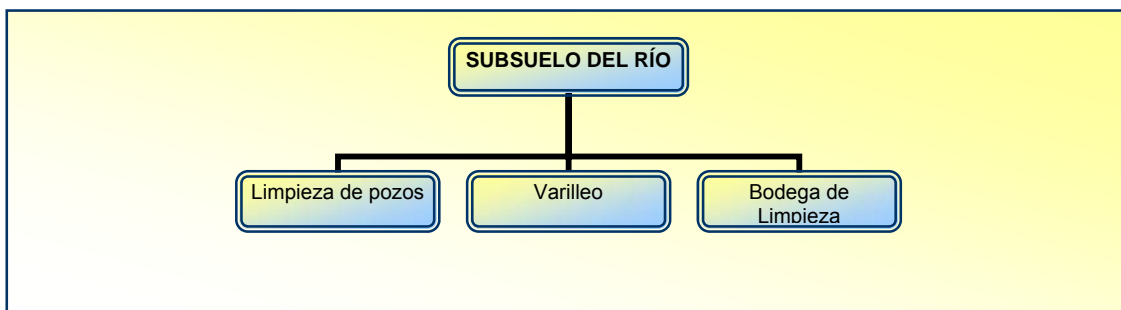 SUBSUELO DEL RÍO
Limpieza de pozos
Varilleo
Bodega de
Limpieza